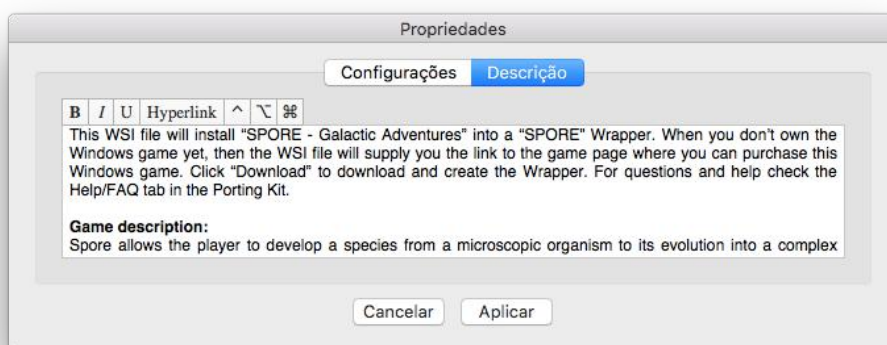 Propriedades
Configurações Descrição
B I U Hyperlink ^ ⌥ ⌘
This WSI file will install “SPORE - Galactic Adventures” into a “SPORE” Wrapper. When you don’t own the
Windows game yet, then the WSI file will supply you the link to the game page where you can purchase this
Windows game. Click “Download” to download and create the Wrapper. For questions and help check the
Help/FAQ tab in the Porting Kit.
Game description:
Spore allows the player to develop a species from a microscopic organism to its evolution into a complex
Cancelar Aplicar